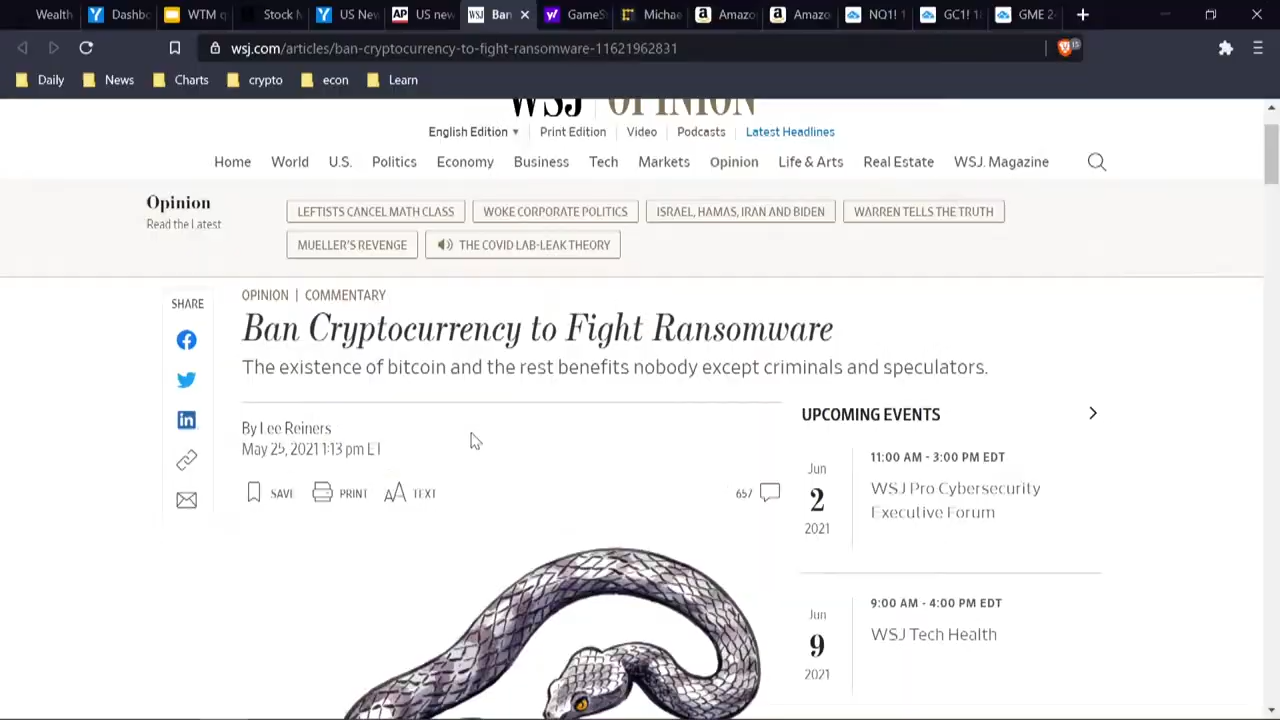 Wealth Dashbo WTM q Stock M US Nev US new Ban GameS Michae Amazo Amazo NQ1! 1 GC1! 1 GME 24
wsj.com/articles/ban-cryptocurrency-to-fight-ransomware-11621962831 15
Daily News Charts crypto econ Learn
WSJ OPINION
English Edition Print Edition Video Podcasts Latest Headlines
Home World U.S. Politics Economy Business Tech Markets Opinion Life & Arts Real Estate WSJ. Magazine
Opinion
Read the Latest
LEFTISTS CANCEL MATH CLASS WOKE CORPORATE POLITICS ISRAEL, HAMAS, IRAN AND BIDEN WARREN TELLS THE TRUTH
MUELLER'S REVENGE THE COVID LAB-LEAK THEORY
SHARE
OPINION | COMMENTARY
Ban Cryptocurrency to Fight Ransomware
The existence of bitcoin and the rest benefits nobody except criminals and speculators.
By Lee Reiners
May 25, 2021 1:13 pm ET
SAVE PRINT TEXT 657
UPCOMING EVENTS
Jun
2
2021
11:00 AM - 3:00 PM EDT
WSJ Pro Cybersecurity
Executive Forum
Jun
9
2021
9:00 AM - 4:00 PM EDT
WSJ Tech Health